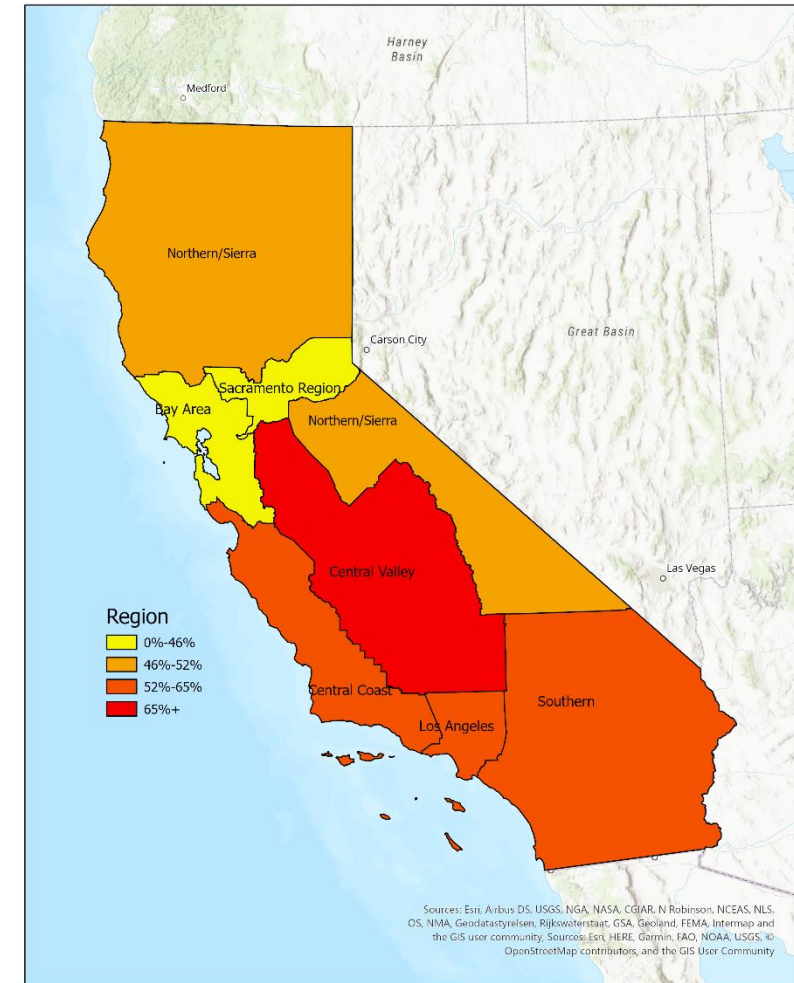 Harney
Basin
Medford
Northern/Sierra
Carson City
Great Basin
Sacramento Region
Bay Area
Northern/Sierra
Las Vegas
Central Valley
Region
0%-46%
46%-52%
52%-65%
65%+
Central Coast
Southern
Los Angeles
Sources: Esri, Airbus DS, USGS, NGA, NASA, CGIAR, N Robinson, NCEAS, NLS,
OS, NMA, Geodatastyrelsen, Rijkswaterstaat, GSA, Geoland, FEMA, Intermap and
the GIS user community, Sources: Esri, HERE, Garmin, FAO, NOAA, USGS, ©
OpenStreetMap contributors, and the GIS User Community